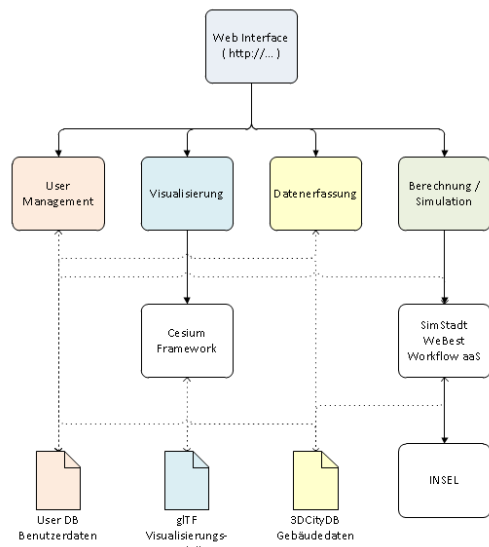 Web Interface
( http://... )
User
Management
Visualisierung
Datenerfassung
Berechnung /
Simulation
Cesium
Framework
SimStadt
WeBest
Workflow aaS
INSEL
User DB
Benutzerdaten
glTF
Visualisierungs-
3DCityDB
Gebäudedaten